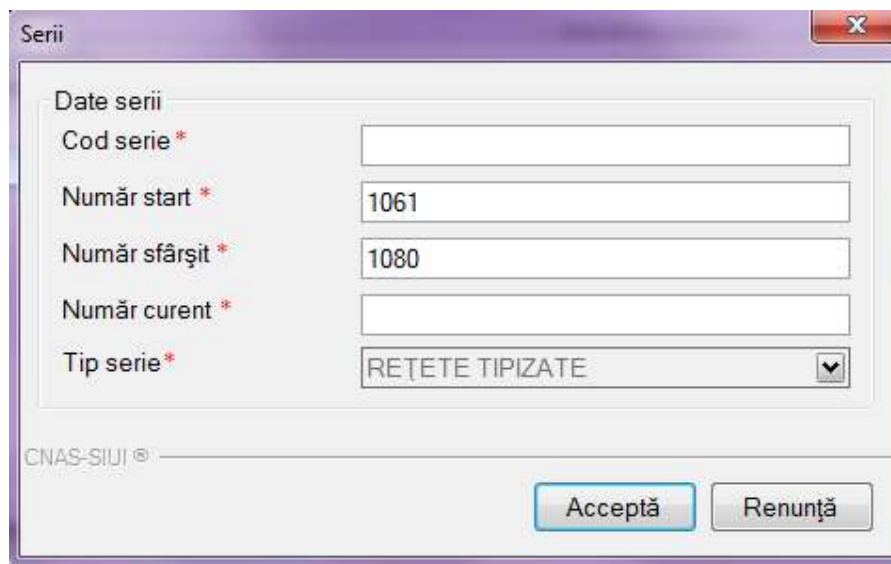 Serii
Date serii
Cod serie *
Număr start * 1061
Număr sfârşit * 1080
Număr curent *
Tip serie * REŢETE TIPIZATE
CNAS-SIUI ®
Acceptă Renunţă